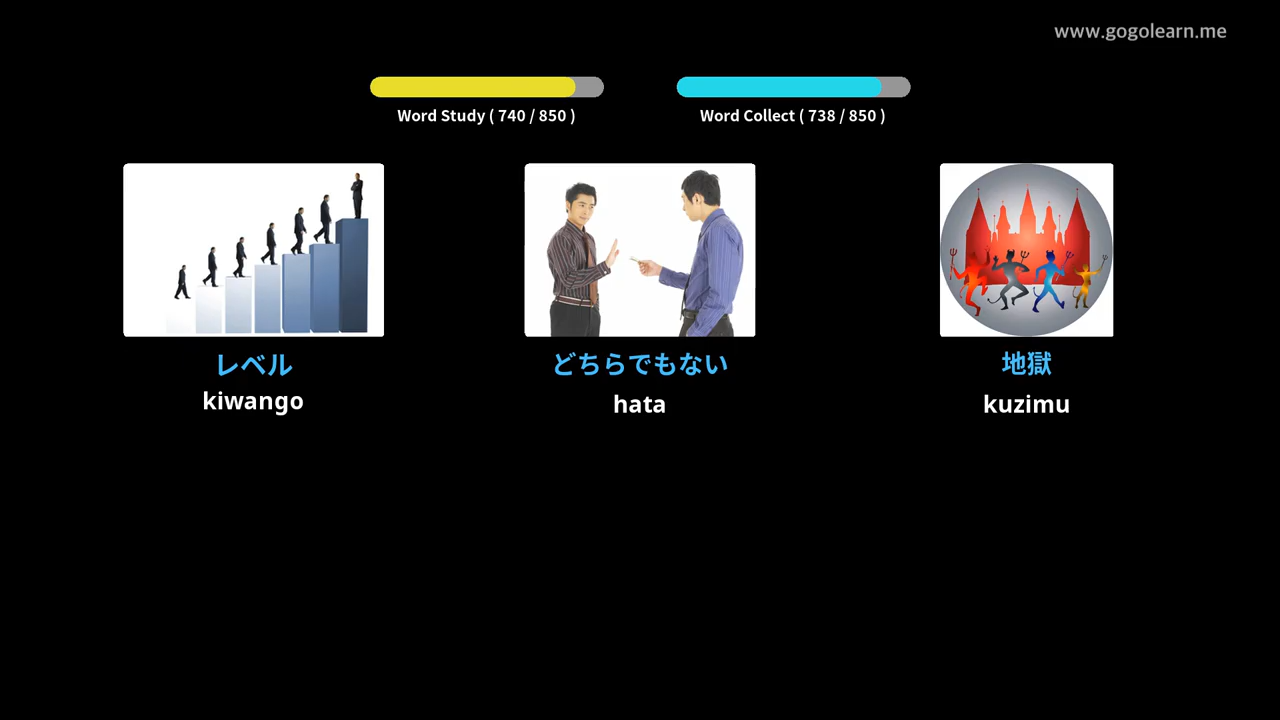 www.gogolearn.me
Word Study ( 740 / 850 )
Word Collect ( 738 / 850 )
レベル
どちらでもない
地獄
kiwango
hata
kuzimu